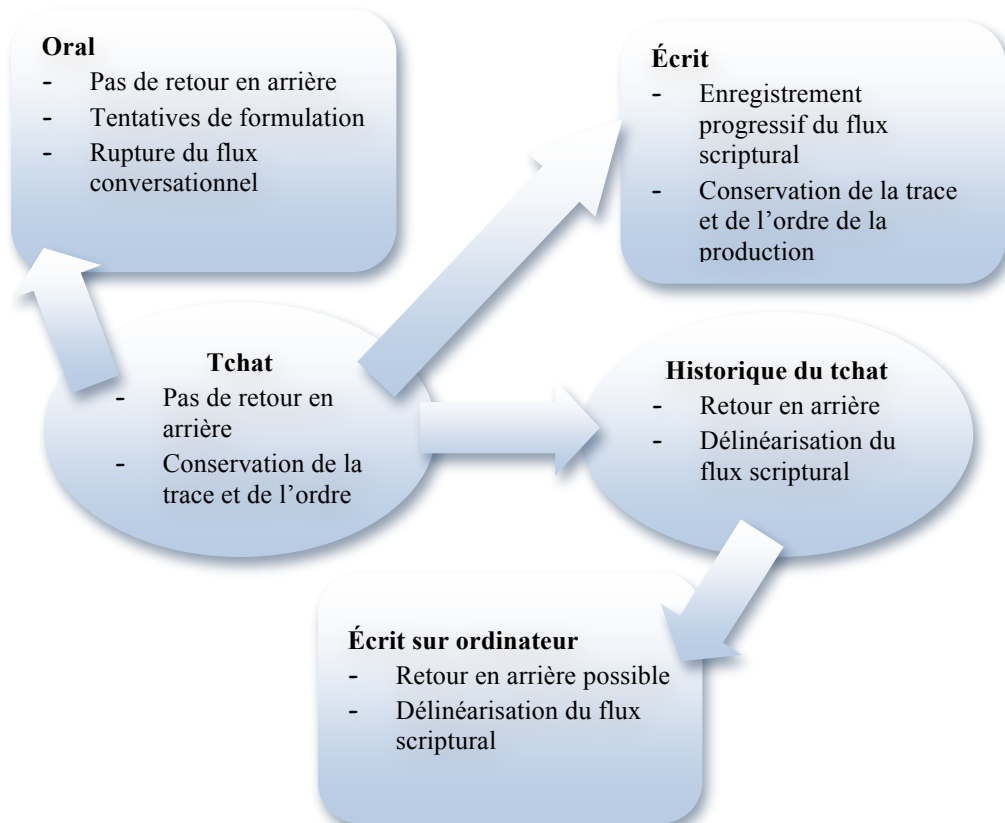 Oral
- Pas de retour en arrière
- Tentatives de formulation
- Rupture du flux
conversationnel
Écrit
- Enregistrement
progressif du flux
scriptural
- Conservation de la trace
et de l’ordre de la
production
Tchat
- Pas de retour en
arrière
- Conservation de la
trace et de l’ordre
Historique du tchat
- Retour en arrière
- Délinéarisation du
flux scriptural
Écrit sur ordinateur
- Retour en arrière possible
- Délinéarisation du flux
scriptural